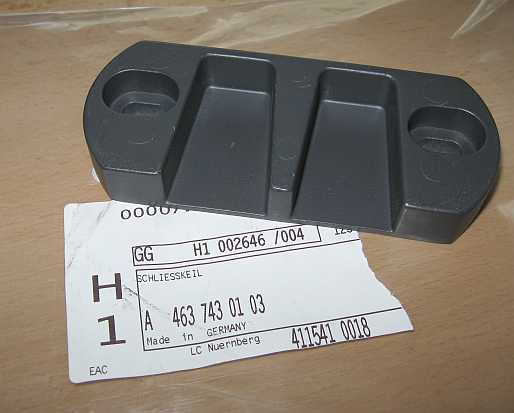 GG H1 002646 /004
H SCHLIESSKEIL
1 A 463 743 01 03
Made in GERMANY
LC Nuernberg 411541 0018
EAC